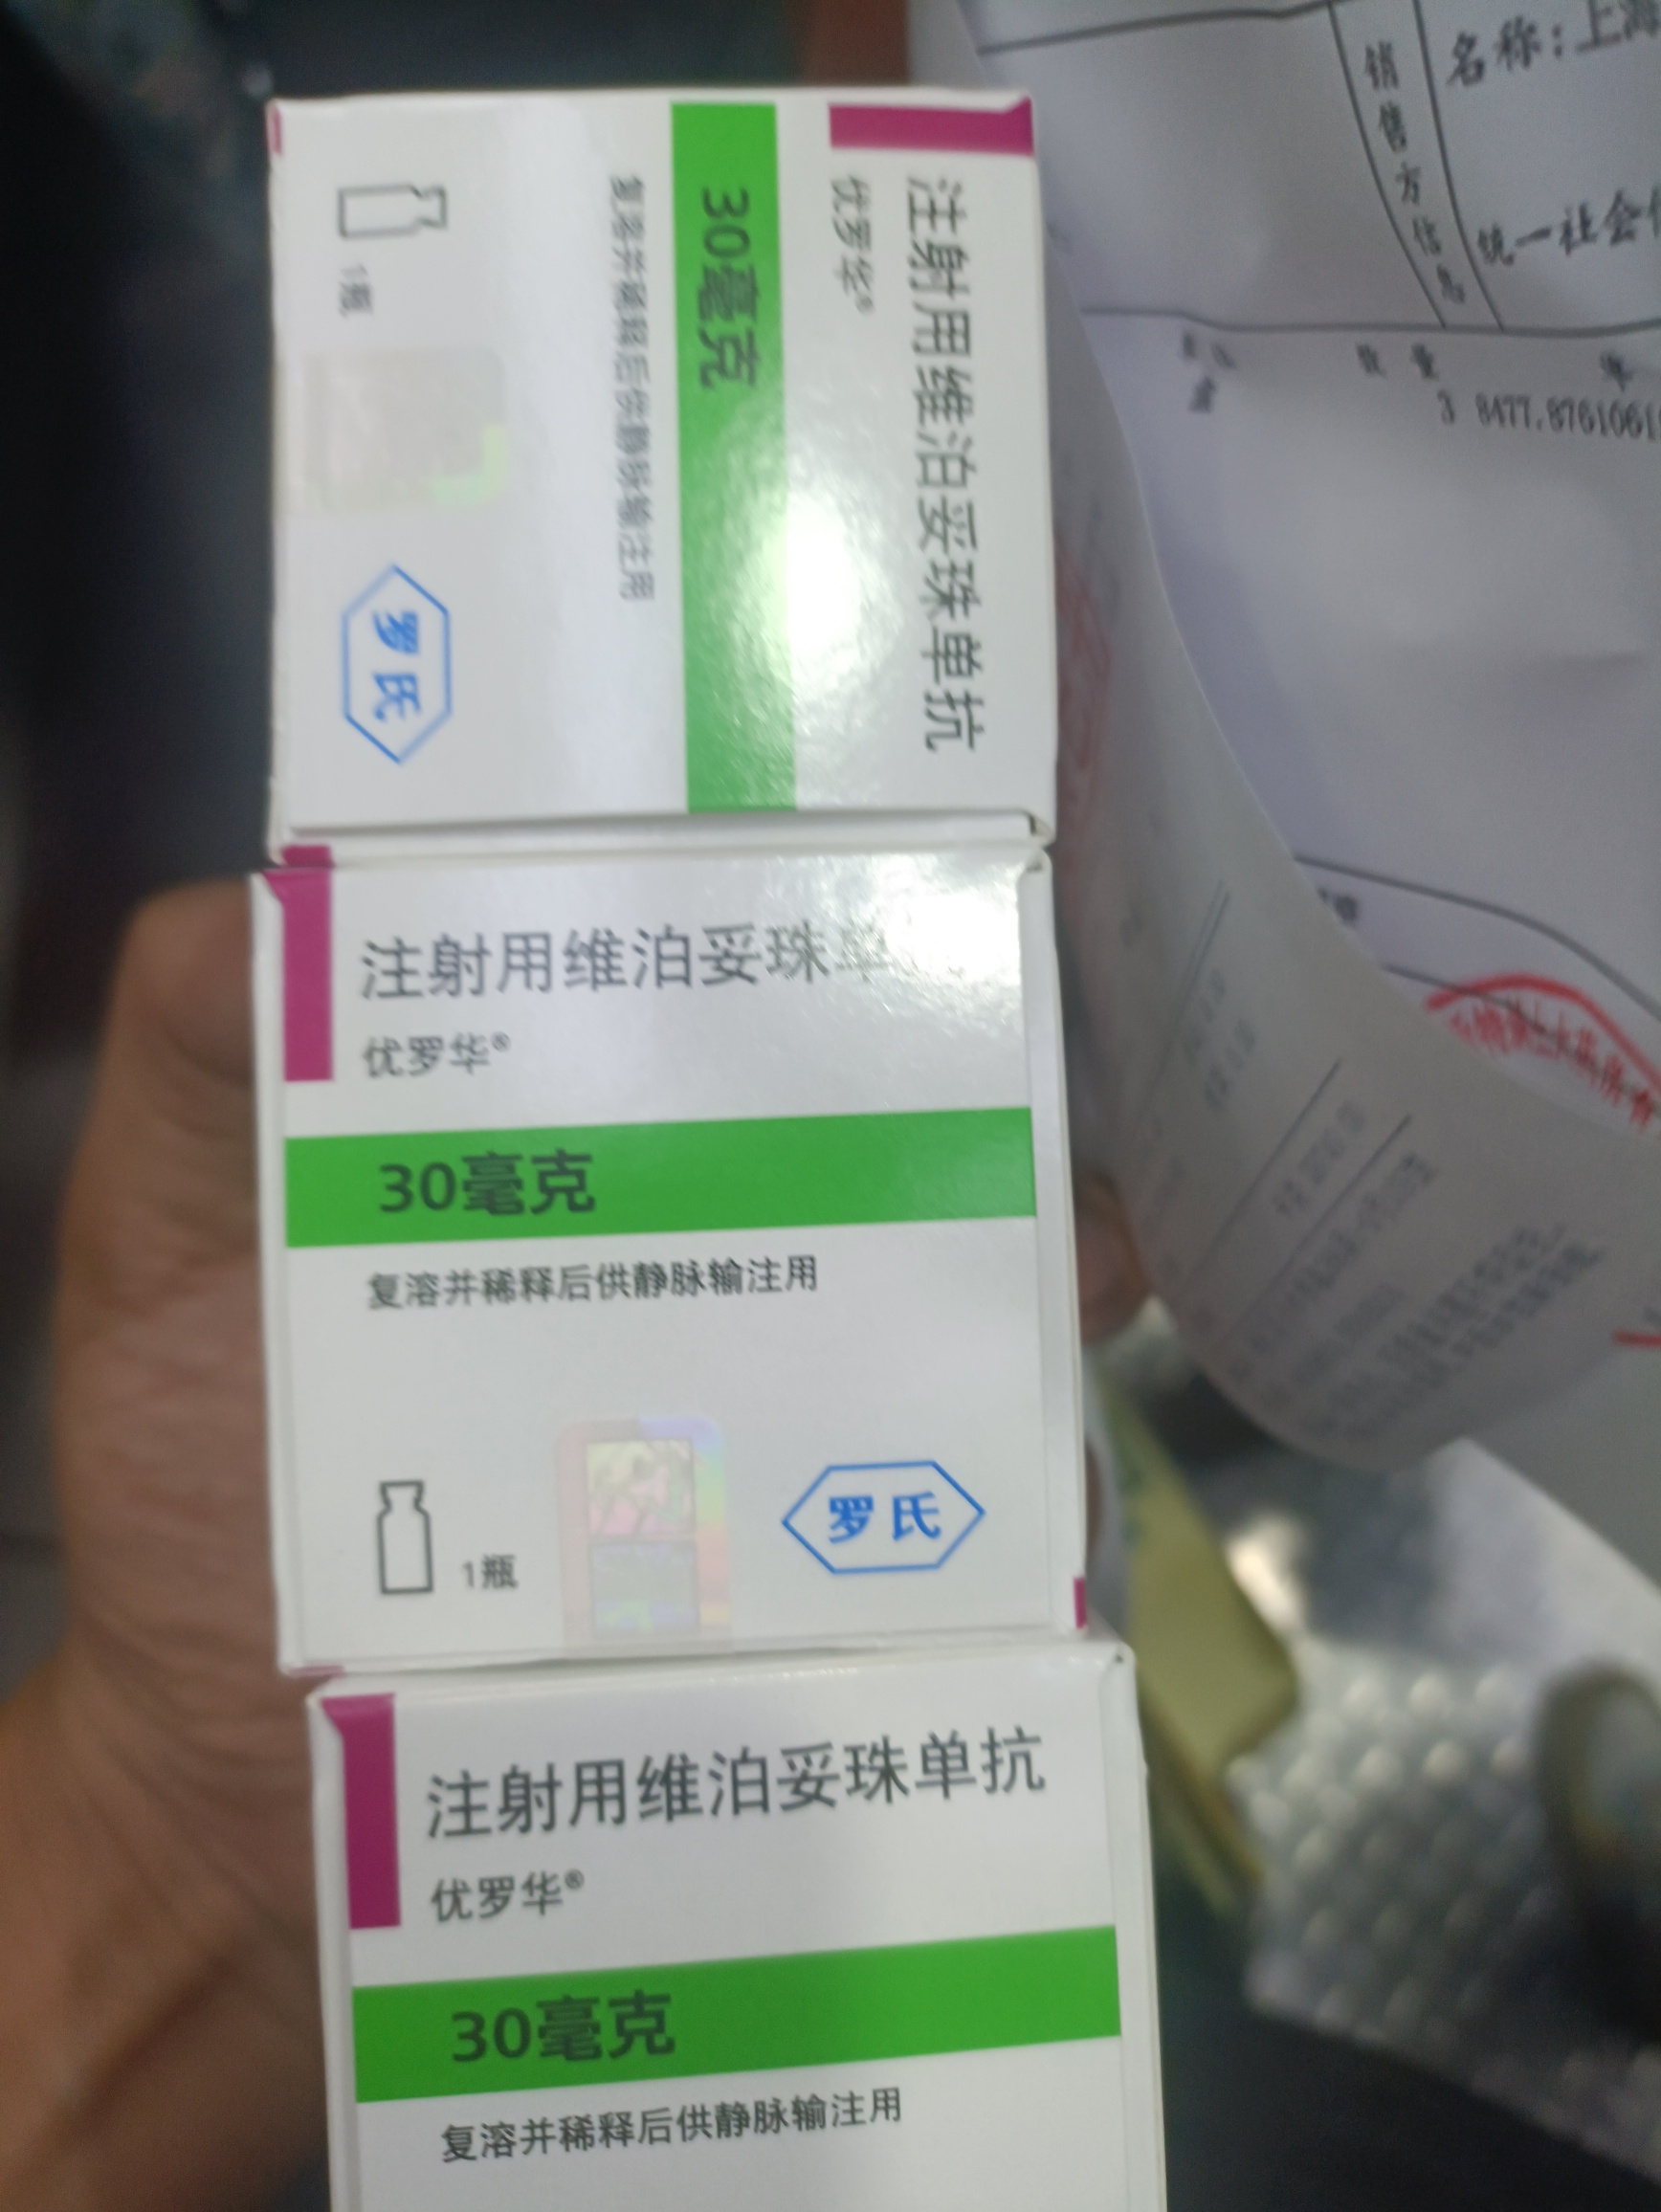 注射用维泊妥珠单抗
优罗华®
30毫克
复溶并稀释后供静脉输注用
1瓶
罗氏
注射用维泊妥珠单
优罗华®
30毫克
复溶并稀释后供静脉输注用
1瓶
罗氏
注射用维泊妥珠单抗
优罗华®
30毫克
复溶并稀释后供静脉输注用
销售方信息
名称:上海
统一社会
数量
3 8477.8761061